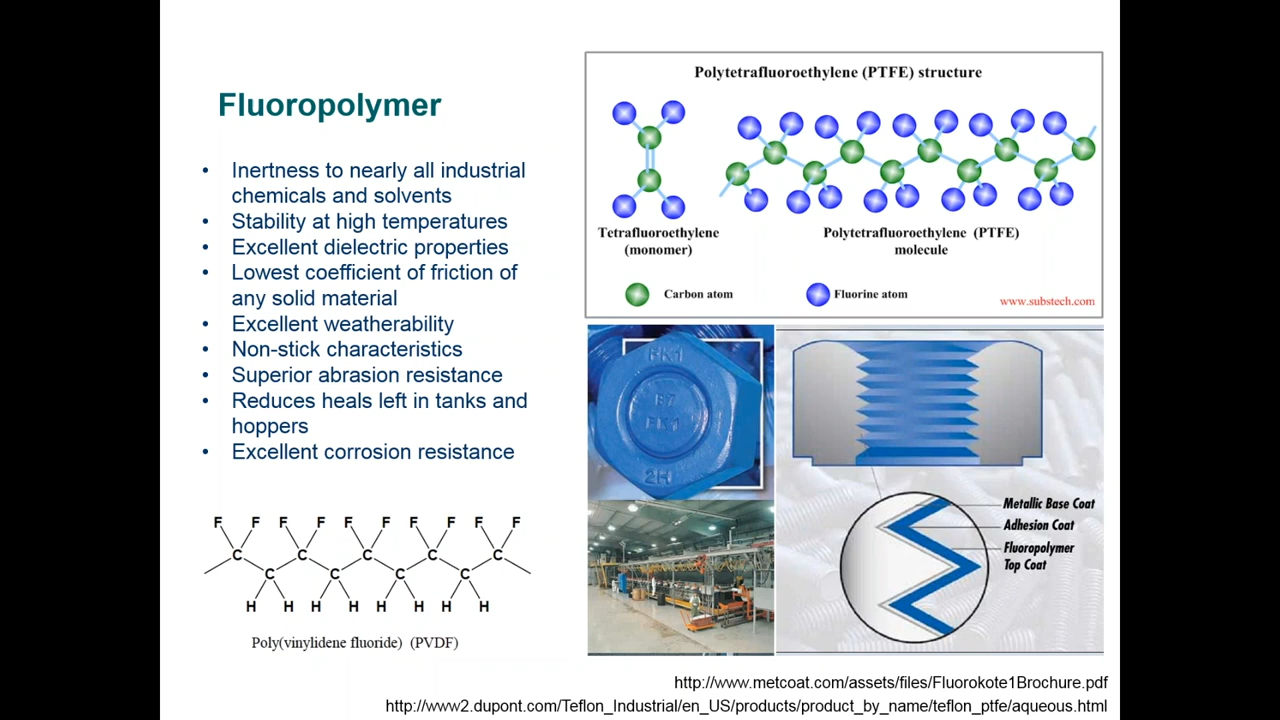 Fluoropolymer
• Inertness to nearly all industrial
chemicals and solvents
• Stability at high temperatures
• Excellent dielectric properties
• Lowest coefficient of friction of
any solid material
• Excellent weatherability
• Non-stick characteristics
• Superior abrasion resistance
• Reduces heals left in tanks and
hoppers
• Excellent corrosion resistance
F F F F F F F F F F
C C C C C
C C C C
H H H H H H H H
Poly(vinylidene fluoride) (PVDF)
Polytetrafluoroethylene (PTFE) structure
Tetrafluoroethylene
(monomer)
Polytetrafluoroethylene (PTFE)
molecule
Carbon atom
Fluorine atom
www.substech.com
FK1
B7
FK1
2H
Metallic Base Coat
Adhesion Coat
Fluoropolymer
Top Coat
http://www.metcoat.com/assets/files/Fluorokote1Brochure.pdf
http://www2.dupont.com/Teflon_Industrial/en_US/products/product_by_name/teflon_ptfe/aqueous.html